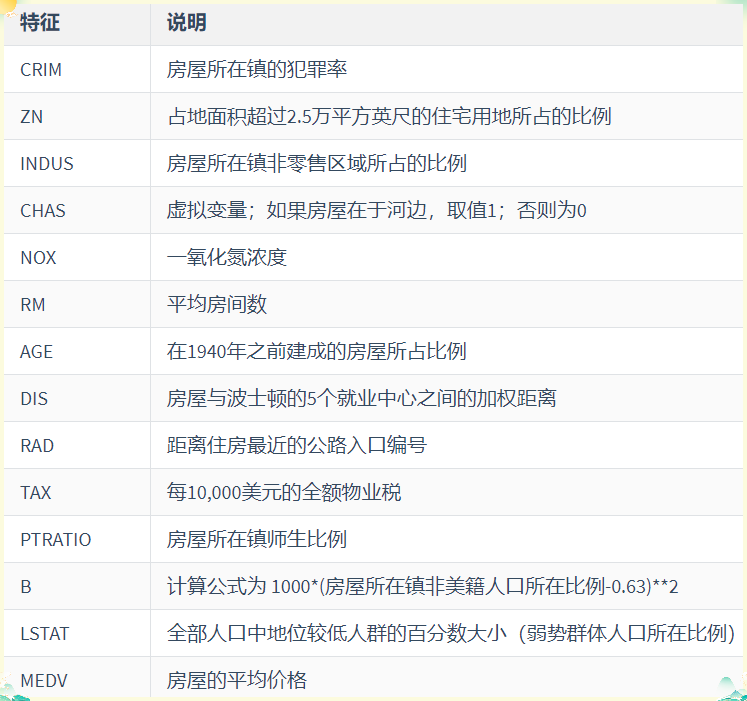 特征 说明
CRIM 房屋所在镇的犯罪率
ZN 占地面积超过2.5万平方英尺的住宅用地所占的比例
INDUS 房屋所在镇非零售区域所占的比例
CHAS 虚拟变量；如果房屋在于河边，取值1；否则为0
NOX 一氧化氮浓度
RM 平均房间数
AGE 在1940年之前建成的房屋所占比例
DIS 房屋与波士顿的5个就业中心之间的加权距离
RAD 距离住房最近的公路入口编号
TAX 每10,000美元的全额物业税
PTRATIO 房屋所在镇师生比例
B 计算公式为 1000*(房屋所在镇非美籍人口所在比例-0.63)**2
LSTAT 全部人口中地位较低人群的百分数大小（弱势群体人口所在比例)
MEDV 房屋的平均价格